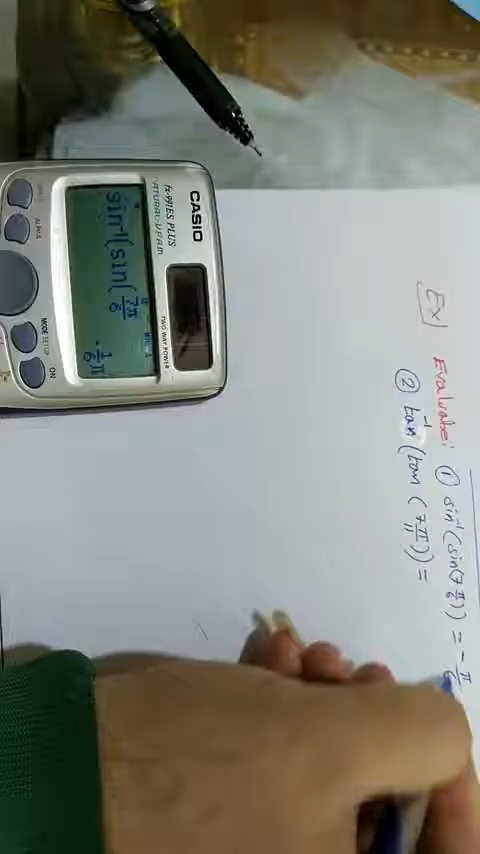 Ex
Evaluate: ① sin⁻¹(sin(7π/6)) = -π/6
② tan⁻¹(tan(7π/11)) =
CASIO
fx-991ES PLUS
NATURAL-V.P.A.M.
TWO WAY POWER
Math
sin⁻¹(sin(7π/6
-1/6π
ALPHA
MODE SETUP
ON